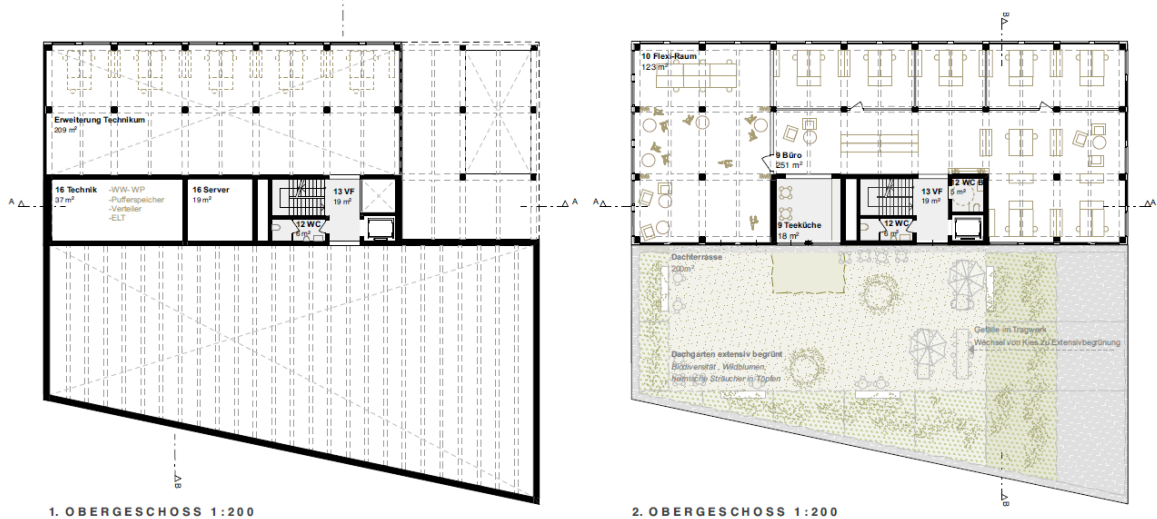 B
10 Flexi-Raum
123 m²
Erweiterung Technikum
209 m²
9 Büro
251 m²
16 Technik
37 m²
-WW- WP
-Pufferspeicher
-Verteiler
-ELT
16 Server
19 m²
13 VF
19 m²
12 WC
6 m²
13 VF
19 m²
12 WC B
5 m²
9 Teeküche
18 m²
12 WC
6 m²
A
A
A
A
Dachterrasse
200m²
Gefälle im Tragwerk
Wechsel von Kies zu Extensivbegrünung
Dachgarten extensiv begrünt
Biodiversität, Wildblumen,
heimische Sträucher in Töpfen
B
B
1. OBERGESCHOSS 1:200
2. OBERGESCHOSS 1:200